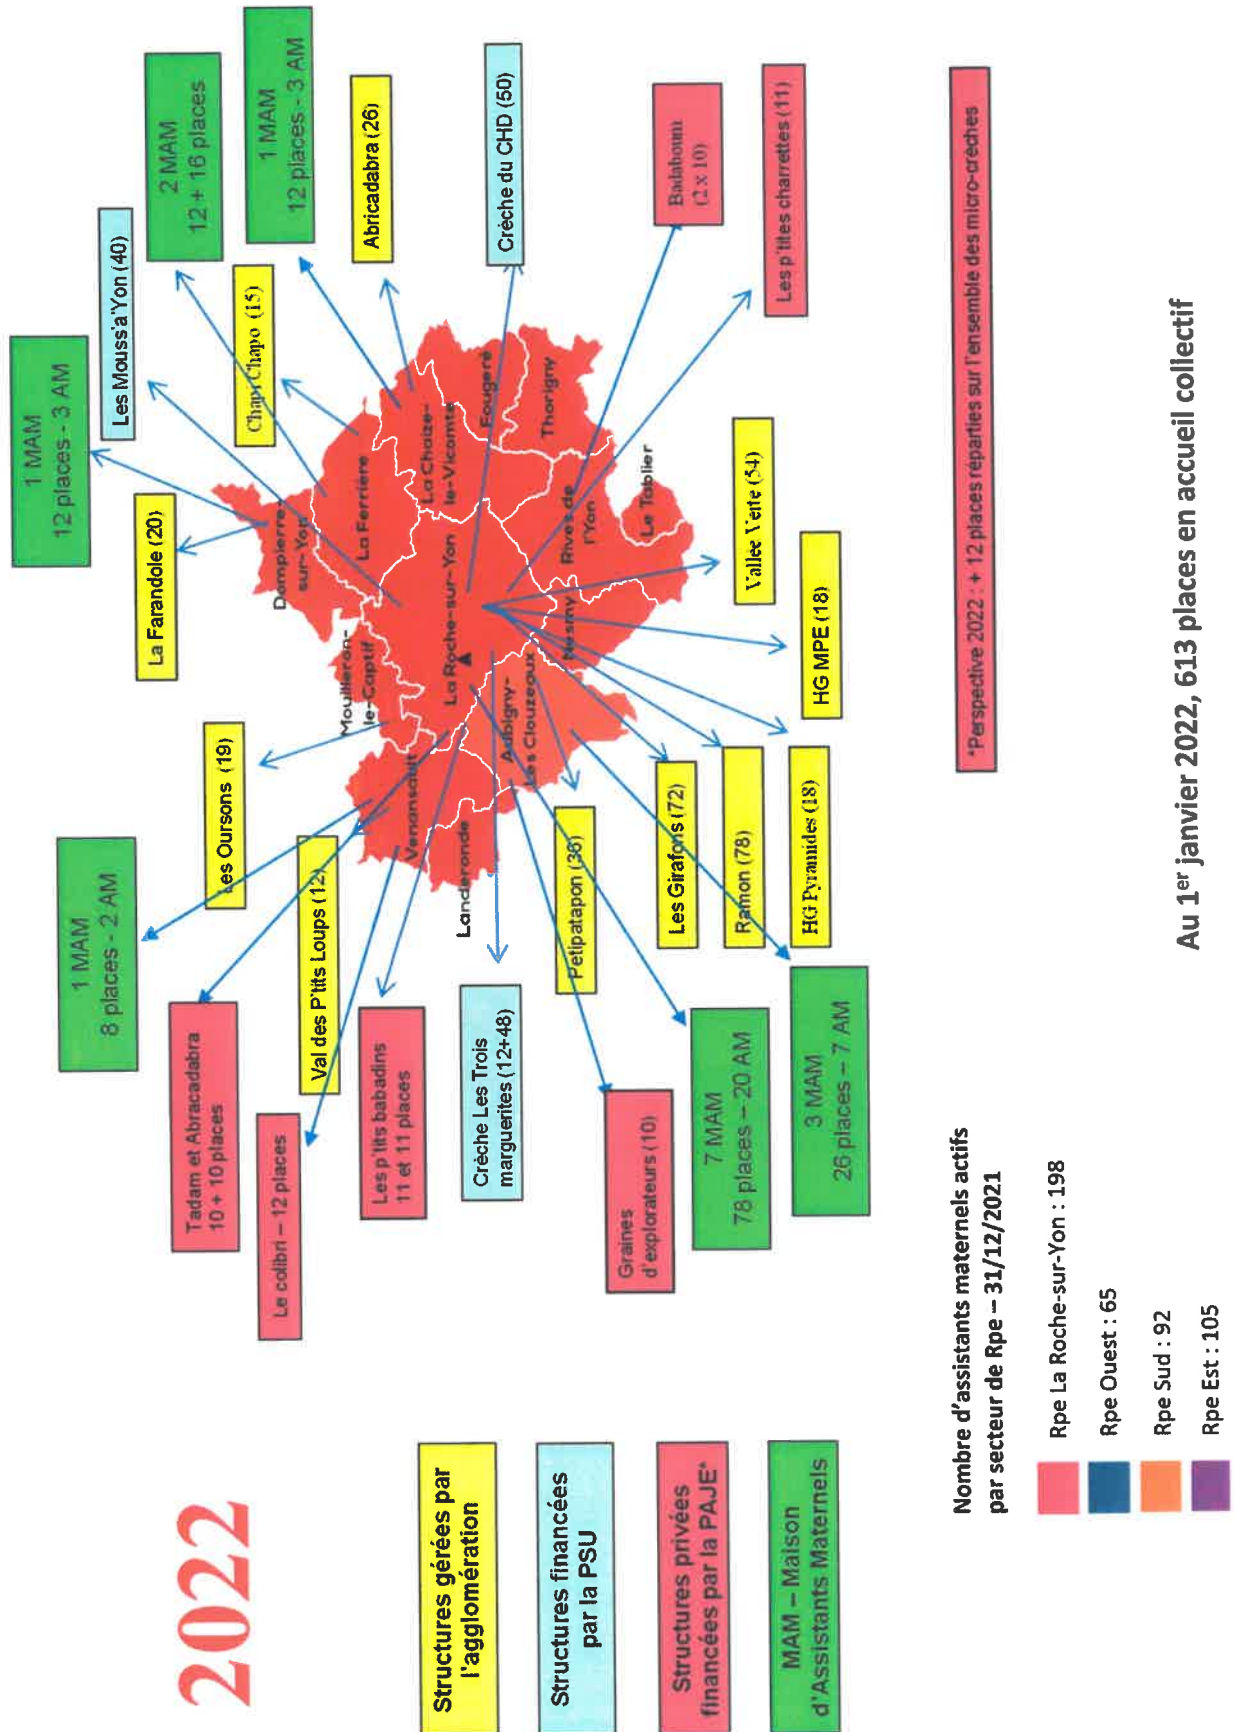 2022
Structures gérées par
l'agglomération
Structures financées
par la PSU
Structures privées
financées par la PAJE*
MAM – Maison
d'Assistants Maternels
1 MAM
8 places - 2 AM
Tadam et Abracadabra
10 + 10 places
Le colibri – 12 places
Val des P'tits Loups (12)
Les p'tits babadins
11 et 11 places
Crèche Les Trois
marguerites (12+48)
Graines
d'explorateurs (10)
7 MAM
78 places – 20 AM
3 MAM
26 places – 7 AM
Les Oursons (19)
Petipatapon (36)
Les Girafons (72)
Ramon (78)
HG Pyramides (18)
HG MPE (18)
Vallée Verte (54)
La Farandole (20)
1 MAM
12 places - 3 AM
Les Mouss'a'Yon (40)
Chapi Chapo (15)
2 MAM
12 + 16 places
1 MAM
12 places - 3 AM
Abricadabra (26)
Crèche du CHD (50)
Badaboum
(2 x 10)
Les p'tites charrettes (11)
Dompierre-
sur-Yon
La Ferrière
Mouilleron-
le-Captif
Venansault
Landeronde
La Roche-sur-Yon
La Chaize-
le-Vicomte
Fougeré
Thorigny
Aubigny-
Les Clouzeaux
Nesmy
Rives de
l'Yon
Le Tablier
*Perspective 2022 : + 12 places réparties sur l'ensemble des micro-crèches
Nombre d'assistants maternels actifs
par secteur de Rpe – 31/12/2021
Rpe La Roche-sur-Yon : 198
Rpe Ouest : 65
Rpe Sud : 92
Rpe Est : 105
Au 1er janvier 2022, 613 places en accueil collectif